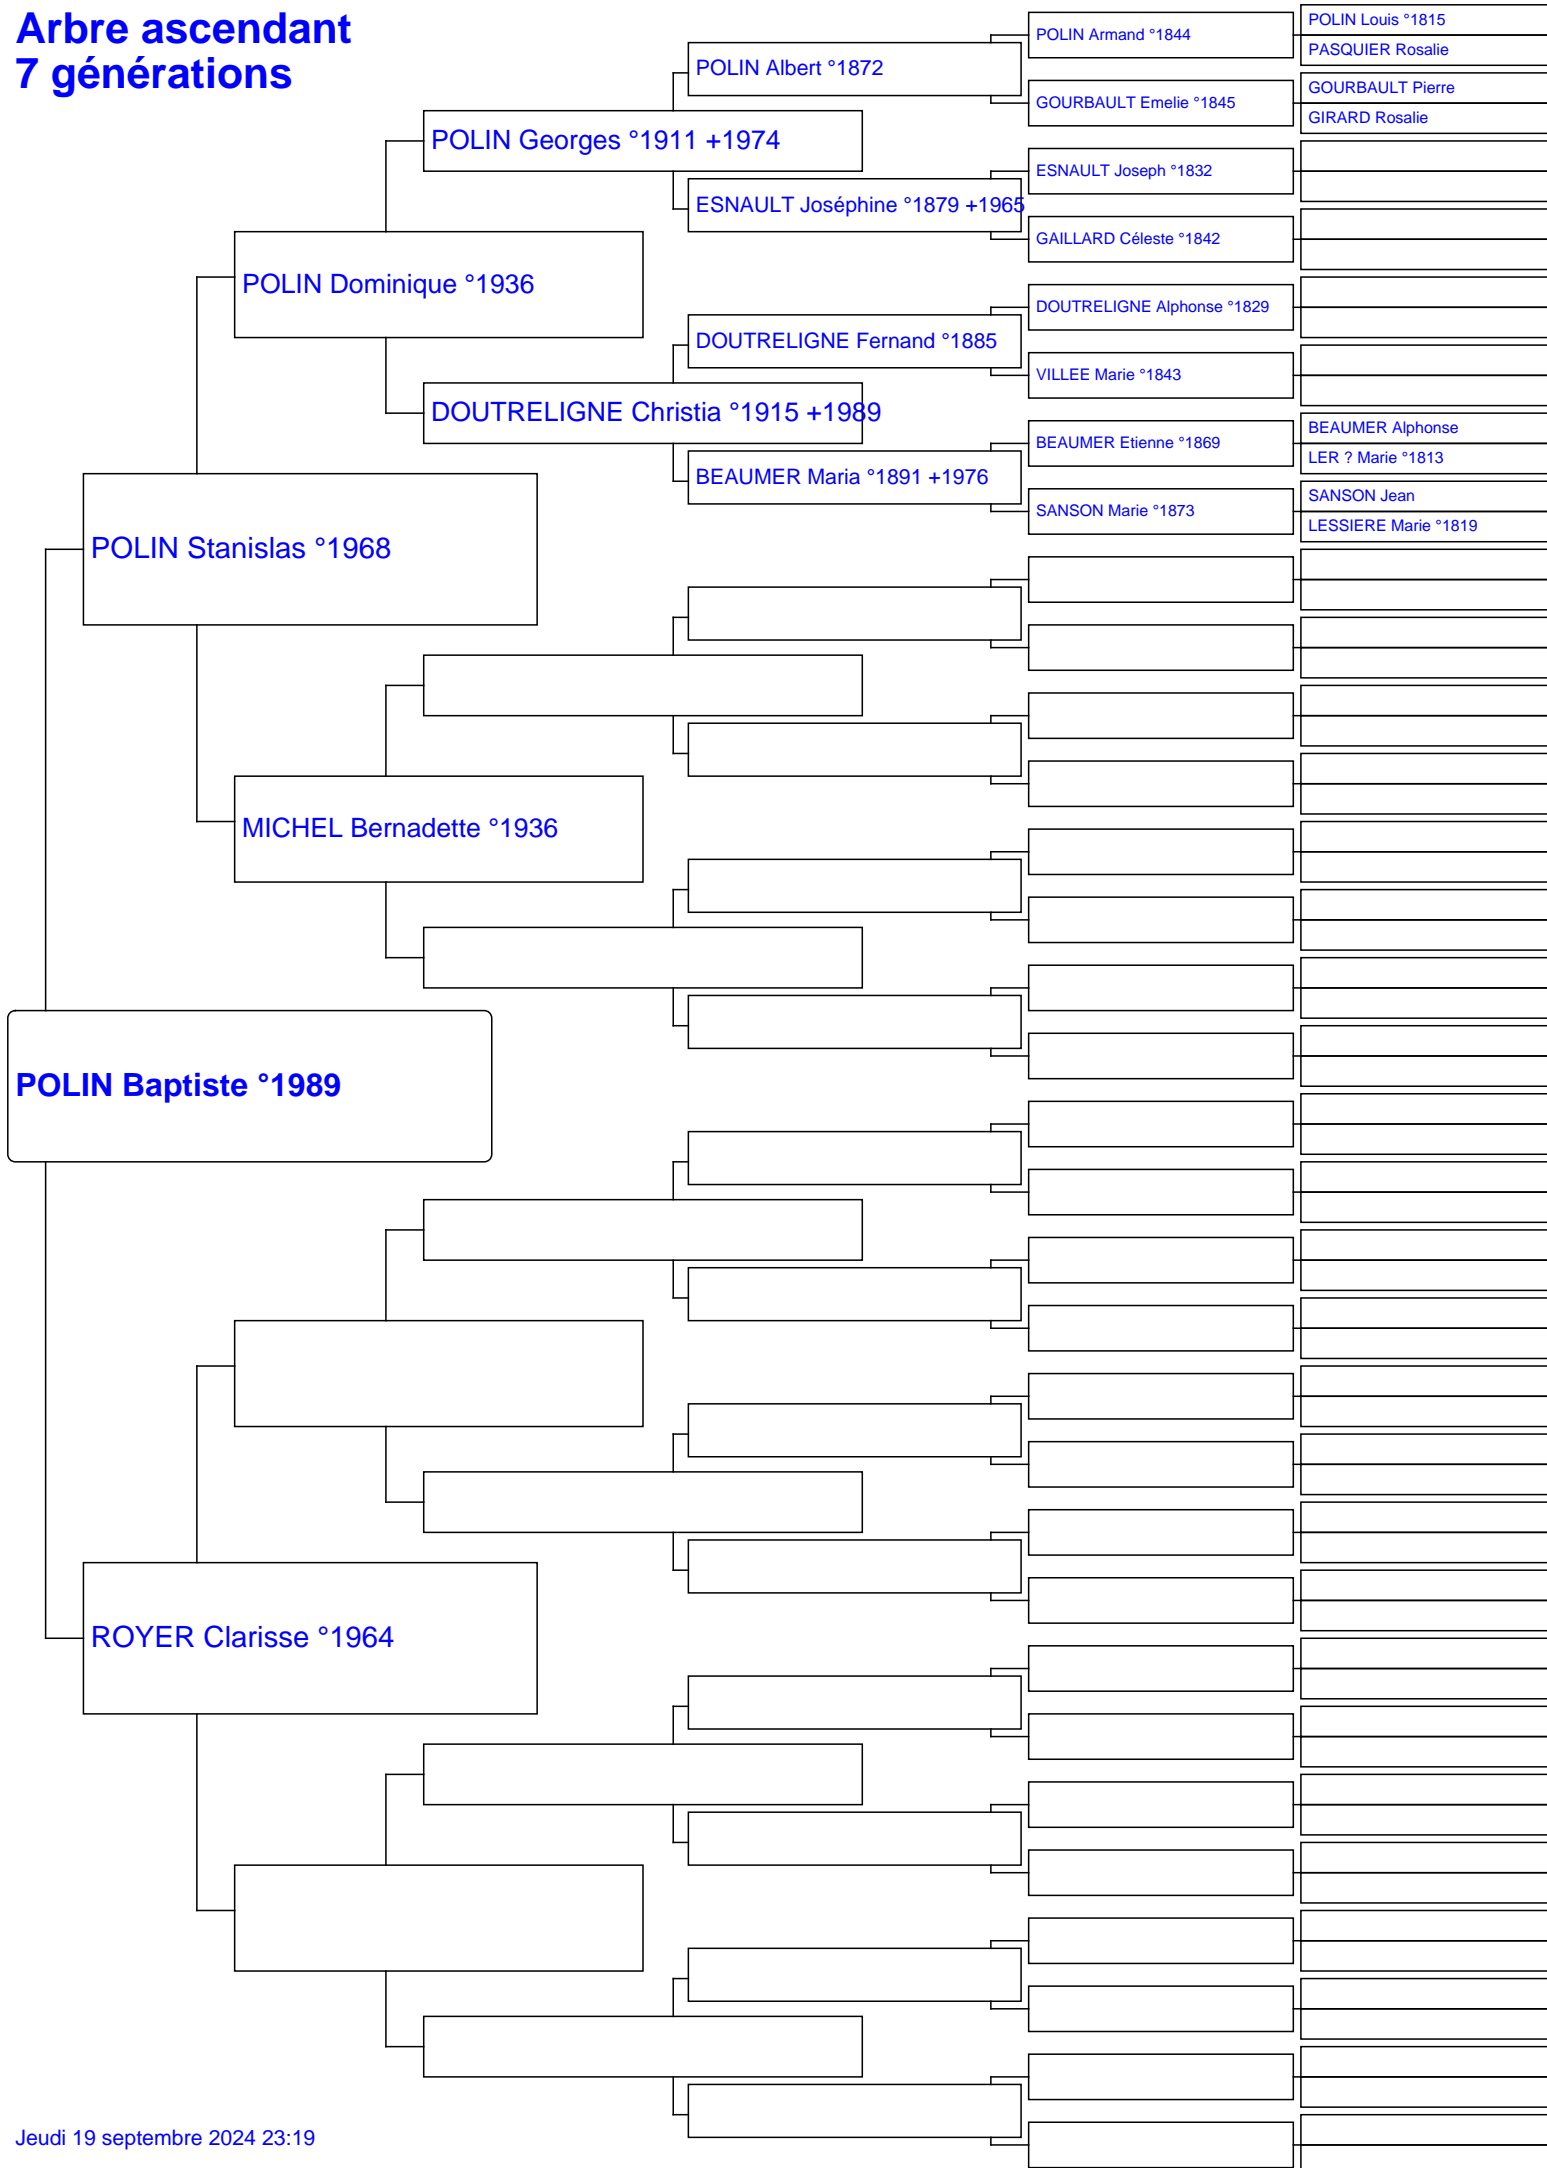 Arbre ascendant
7 générations
POLIN Baptiste °1989
POLIN Stanislas °1968
ROYER Clarisse °1964
POLIN Dominique °1936
MICHEL Bernadette °1936
POLIN Georges °1911 +1974
DOUTRELIGNE Christia °1915 +1989
POLIN Albert °1872
ESNAULT Joséphine °1879 +1965
DOUTRELIGNE Fernand °1885
BEAUMER Maria °1891 +1976
POLIN Armand °1844
GOURBAULT Emelie °1845
ESNAULT Joseph °1832
GAILLARD Céleste °1842
DOUTRELIGNE Alphonse °1829
VILLEE Marie °1843
BEAUMER Etienne °1869
SANSON Marie °1873
POLIN Louis °1815
PASQUIER Rosalie
GOURBAULT Pierre
GIRARD Rosalie
BEAUMER Alphonse
LER ? Marie °1813
SANSON Jean
LESSIERE Marie °1819
Jeudi 19 septembre 2024 23:19